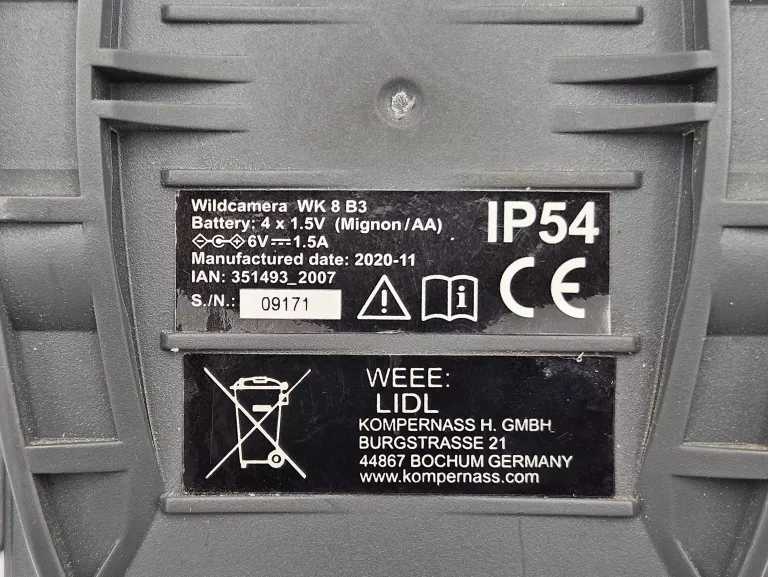 Wildcamera WK 8 B3
Battery: 4 x 1.5V (Mignon/AA)
6V⎓1.5A
Manufactured date: 2020-11
IAN: 351493_2007
S./N.: 09171
IP54
CE
WEEE:
LIDL
KOMPERNASS H. GMBH
BURGSTRASSE 21
44867 BOCHUM GERMANY
www.kompernass.com